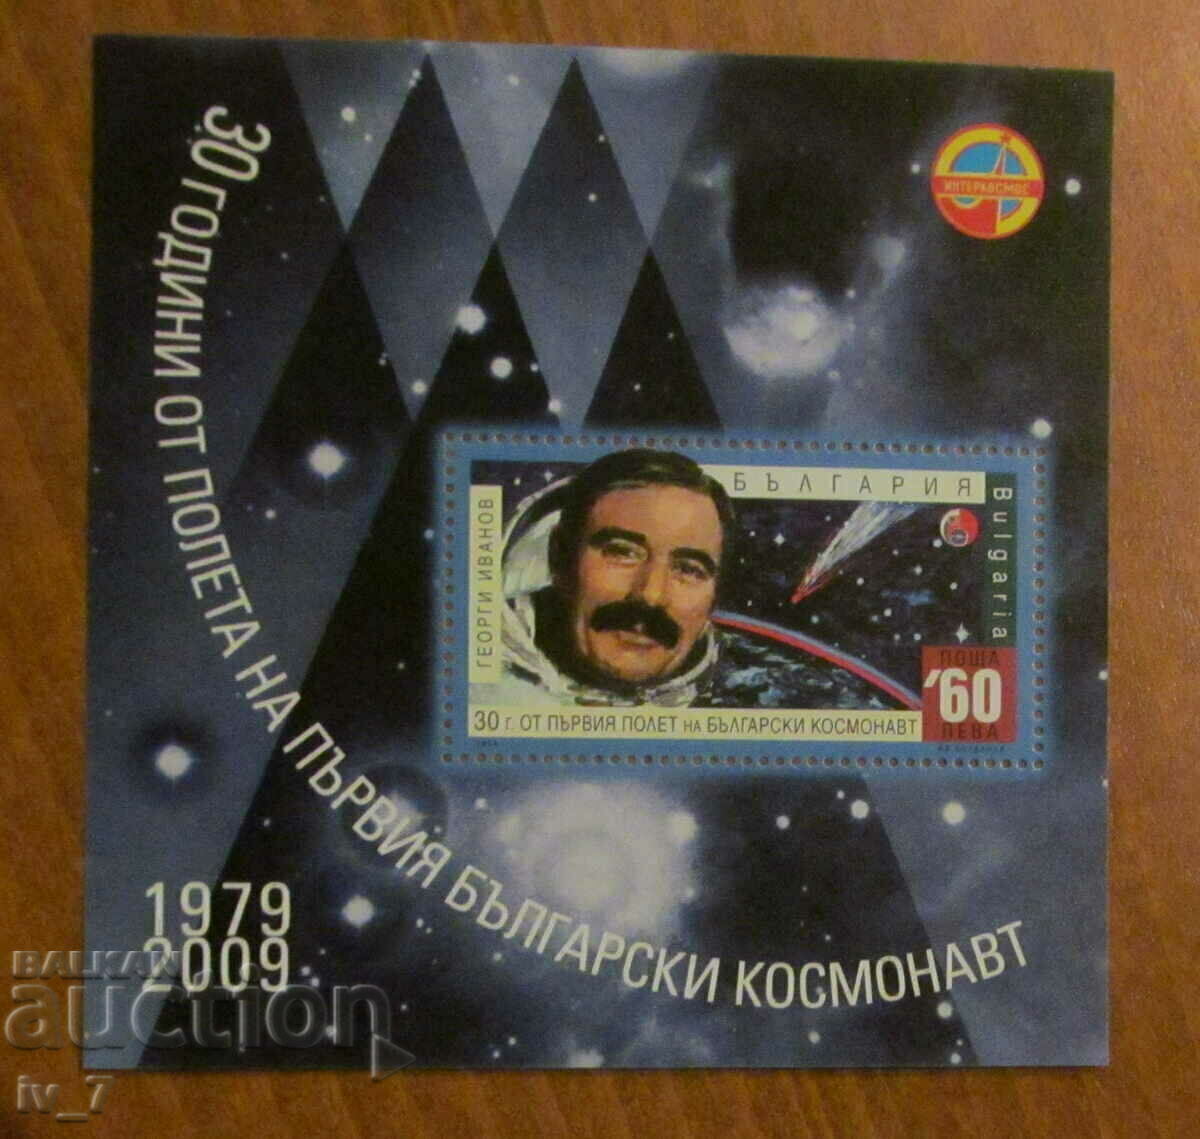 30 ГОДИНИ ОТ ПОЛЕТА НА ПЪРВИЯ БЪЛГАРСКИ КОСМОНАВТ
ИНТЕРКОСМОС
БЪЛГАРИЯ
Bulgaria
ГЕОРГИ ИВАНОВ
ПОЩА
'60
ЛЕВА
30 г. ОТ ПЪРВИЯ ПОЛЕТ НА БЪЛГАРСКИ КОСМОНАВТ
1979
2009
BALKAN
auction
iv_7